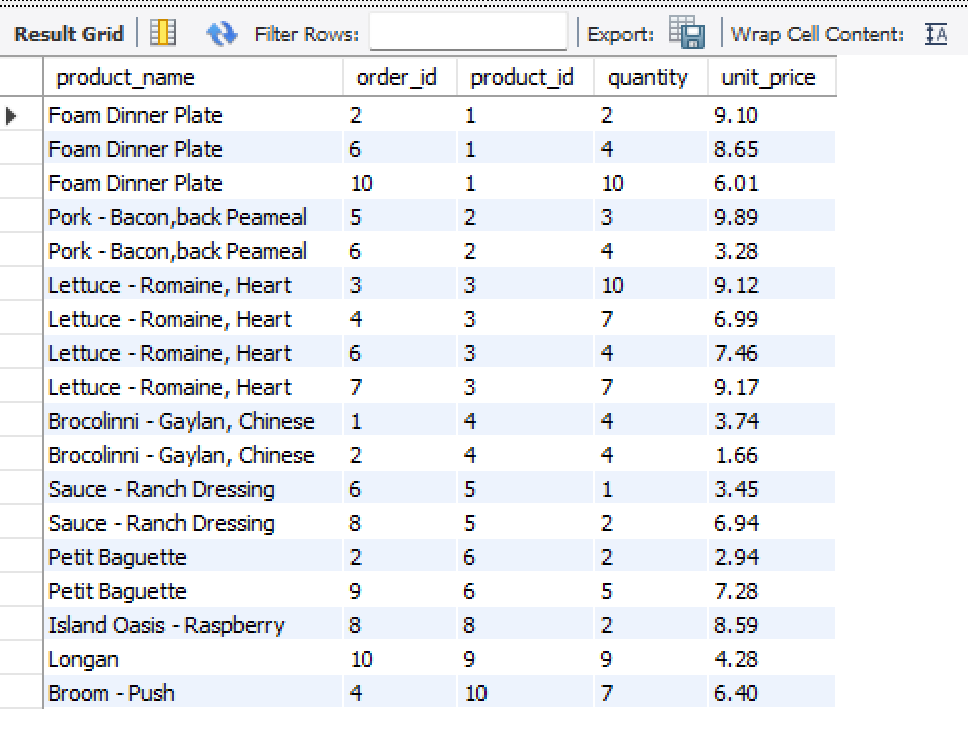 Result Grid Filter Rows: Export: Wrap Cell Content: IA
product_name order_id product_id quantity unit_price
Foam Dinner Plate 2 1 2 9.10
Foam Dinner Plate 6 1 4 8.65
Foam Dinner Plate 10 1 10 6.01
Pork - Bacon,back Peameal 5 2 3 9.89
Pork - Bacon,back Peameal 6 2 4 3.28
Lettuce - Romaine, Heart 3 3 10 9.12
Lettuce - Romaine, Heart 4 3 7 6.99
Lettuce - Romaine, Heart 6 3 4 7.46
Lettuce - Romaine, Heart 7 3 7 9.17
Brocolinni - Gaylan, Chinese 1 4 4 3.74
Brocolinni - Gaylan, Chinese 2 4 4 1.66
Sauce - Ranch Dressing 6 5 1 3.45
Sauce - Ranch Dressing 8 5 2 6.94
Petit Baguette 2 6 2 2.94
Petit Baguette 9 6 5 7.28
Island Oasis - Raspberry 8 8 2 8.59
Longan 10 9 9 4.28
Broom - Push 4 10 7 6.40